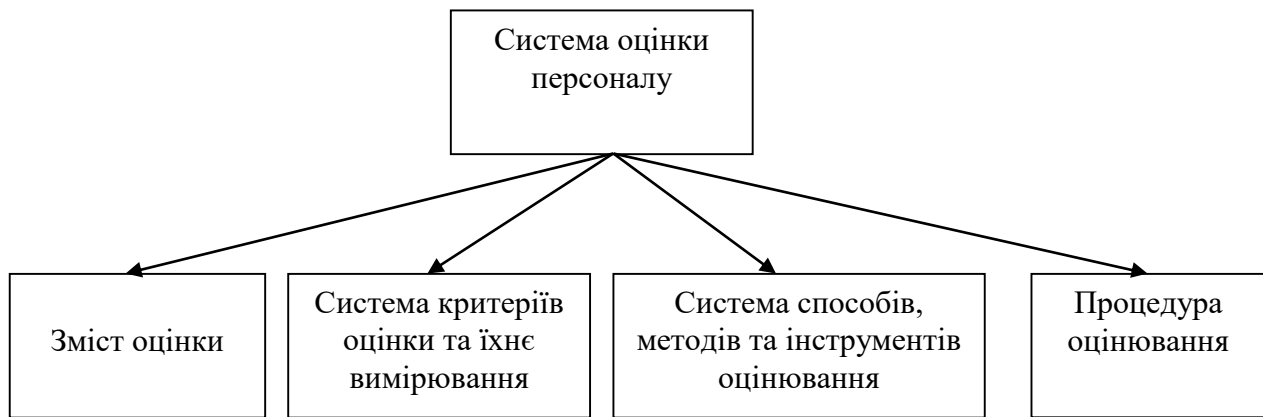 Система оцінки
персоналу
Зміст оцінки
Система критеріїв
оцінки та їхнє
вимірювання
Система способів,
методів та інструментів
оцінювання
Процедура
оцінювання